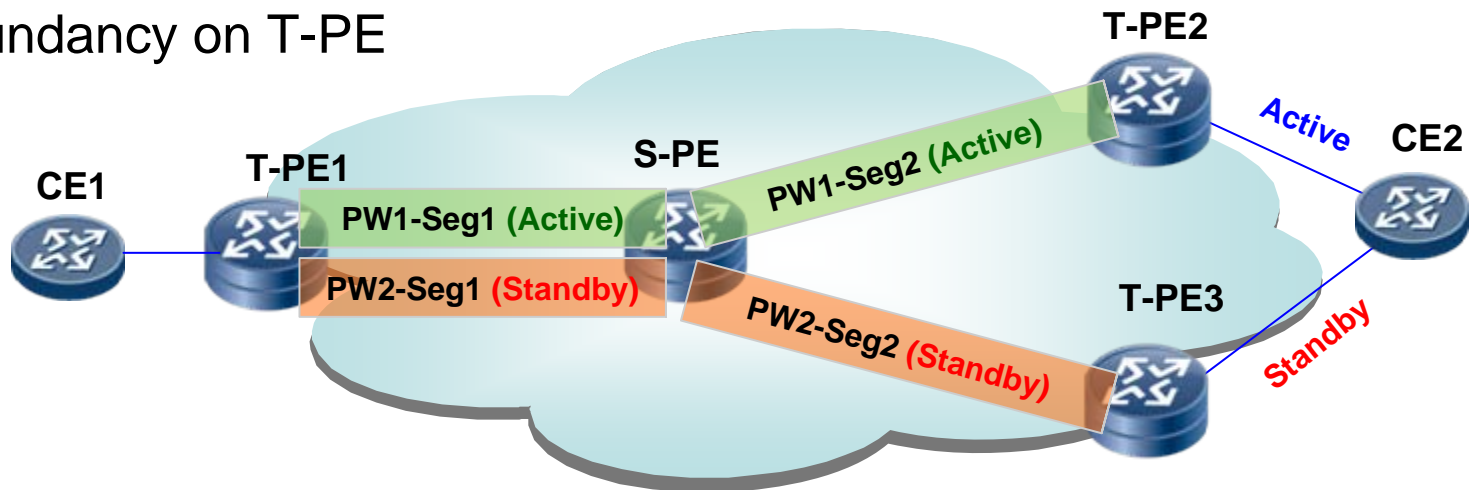 undancy on T-PE
T-PE2
Active
CE2
S-PE
PW1-Seg2 (Active)
T-PE1
CE1
PW1-Seg1 (Active)
PW2-Seg1 (Standby)
T-PE3
PW2-Seg2 (Standby)
Standby